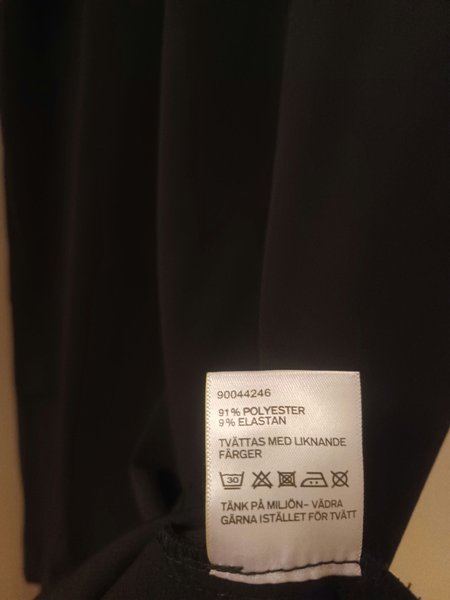 90044246
91% POLYESTER
9% ELASTAN
TVÄTTAS MED LIKNANDE
FÄRGER
30
TÄNK PÅ MILJÖN– VÄDRA
GÄRNA ISTÄLLET FÖR TVÄTT